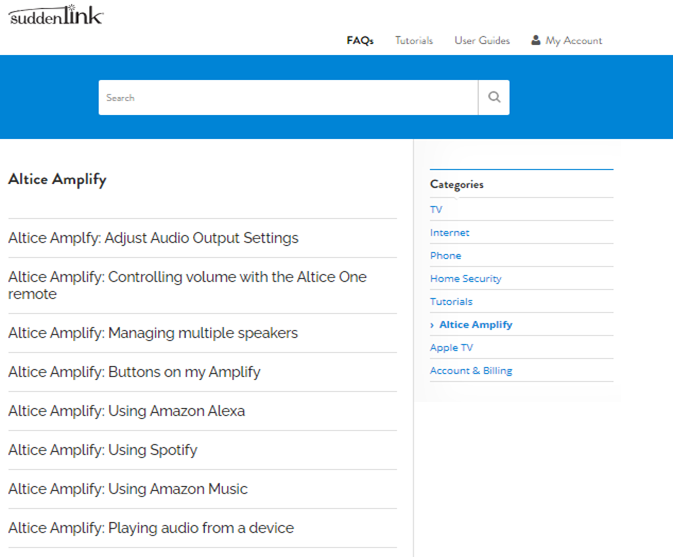 suddenlink
FAQs Tutorials User Guides My Account
Search
Altice Amplify
Altice Amplfy: Adjust Audio Output Settings
Altice Amplify: Controlling volume with the Altice One
remote
Altice Amplify: Managing multiple speakers
Altice Amplify: Buttons on my Amplify
Altice Amplify: Using Amazon Alexa
Altice Amplify: Using Spotify
Altice Amplify: Using Amazon Music
Altice Amplify: Playing audio from a device
Categories
TV
Internet
Phone
Home Security
Tutorials
› Altice Amplify
Apple TV
Account & Billing